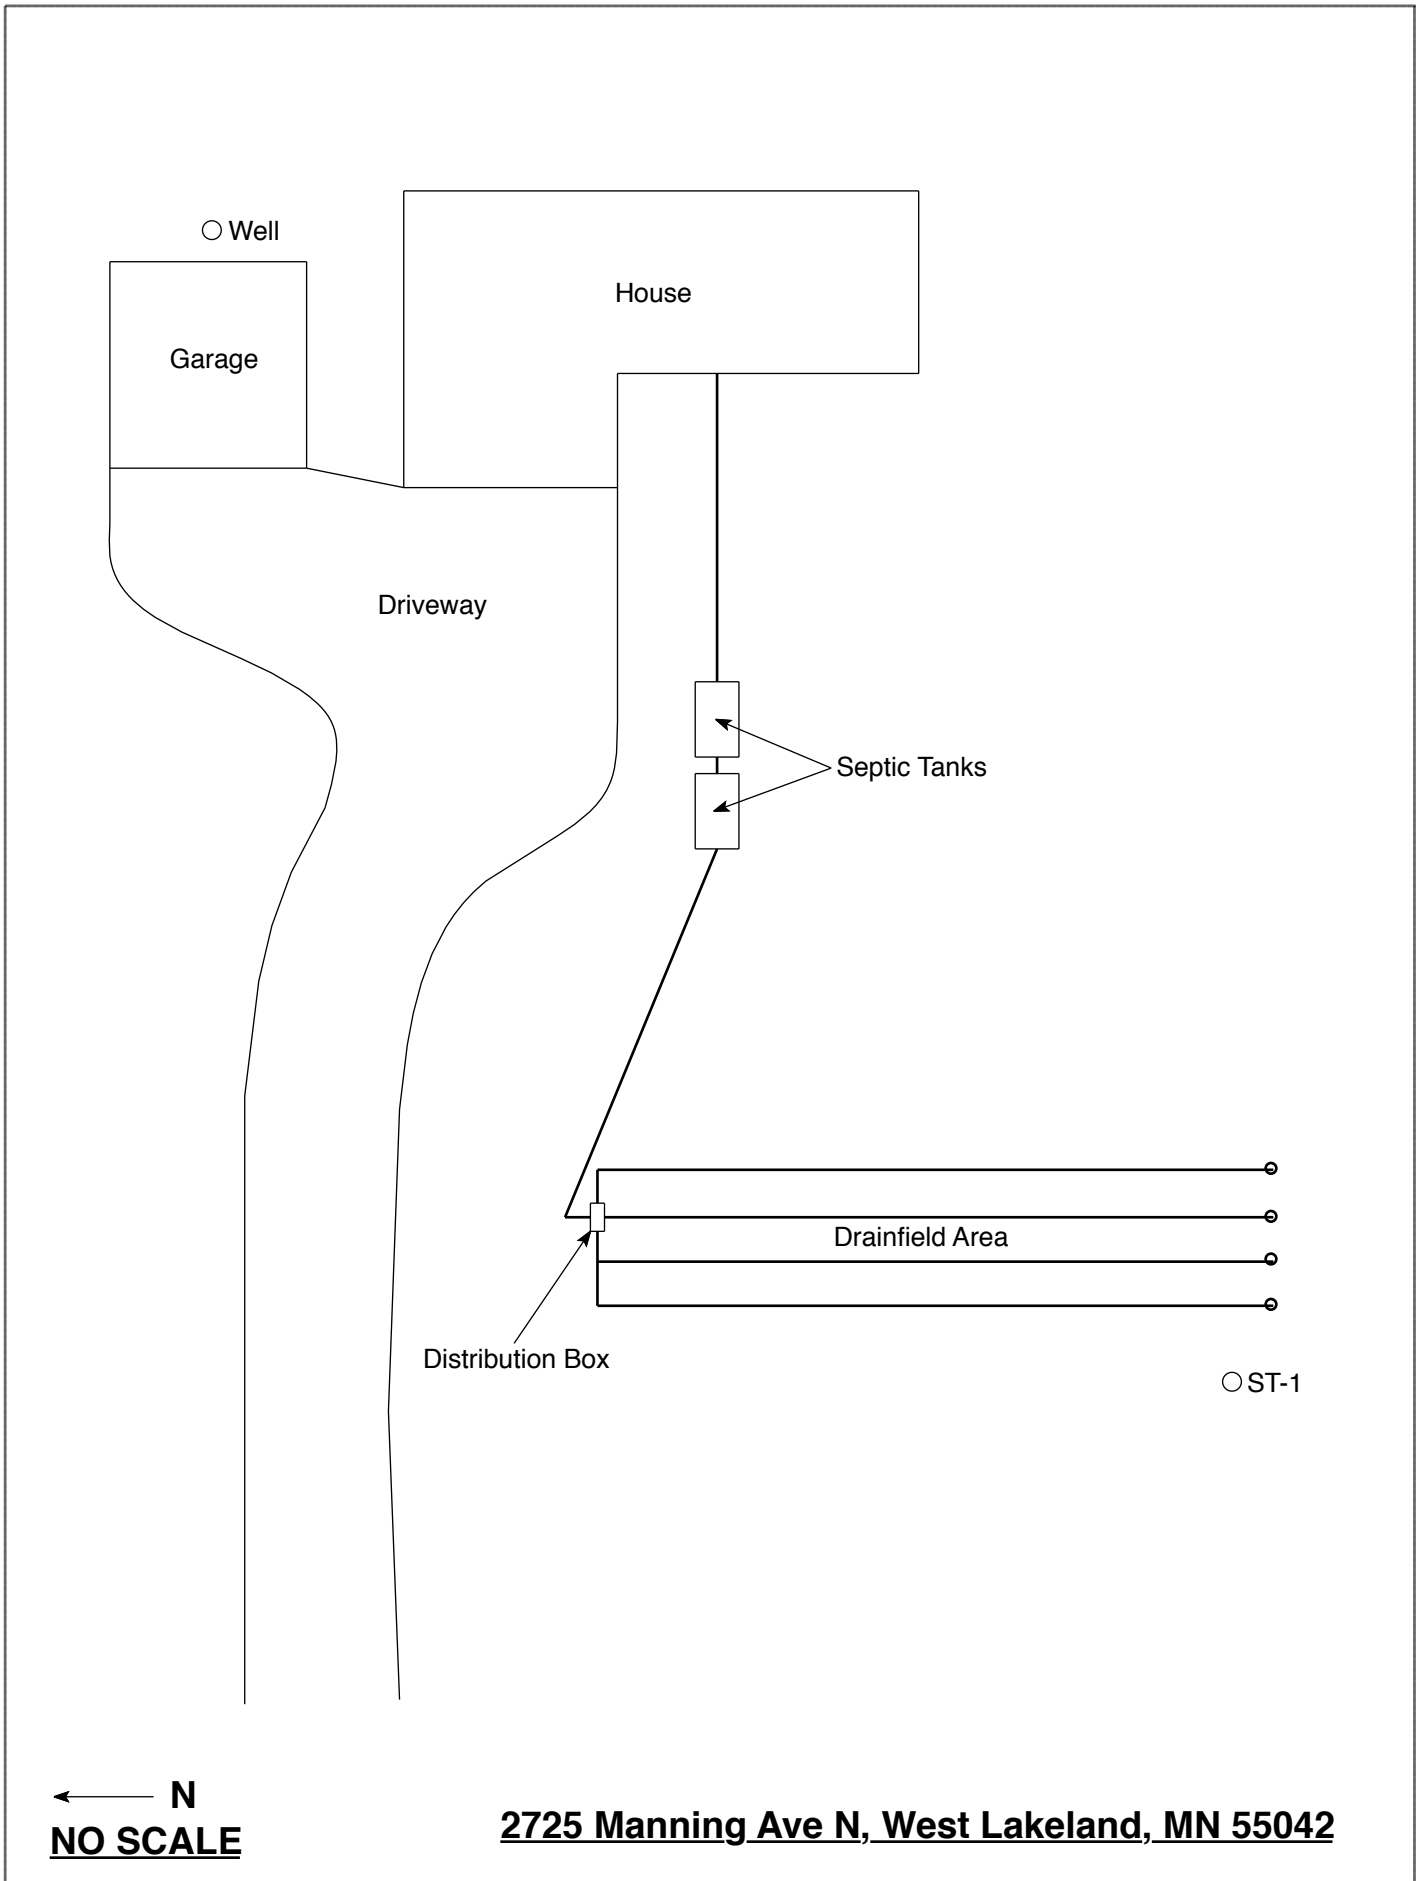 Well
House
Garage
Driveway
Septic Tanks
Drainfield Area
Distribution Box
ST-1
N
NO SCALE
2725 Manning Ave N, West Lakeland, MN 55042